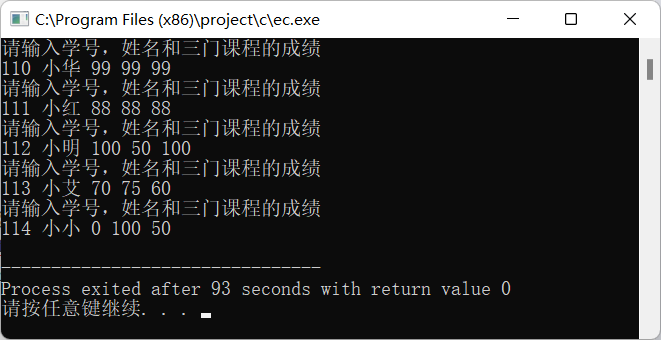 C:\Program Files (x86)\project\c\ec.exe
请输入学号，姓名和三门课程的成绩
110 小华 99 99 99
请输入学号，姓名和三门课程的成绩
111 小红 88 88 88
请输入学号，姓名和三门课程的成绩
112 小明 100 50 100
请输入学号，姓名和三门课程的成绩
113 小艾 70 75 60
请输入学号，姓名和三门课程的成绩
114 小小 0 100 50
--------------------------------
Process exited after 93 seconds with return value 0
请按任意键继续. . .